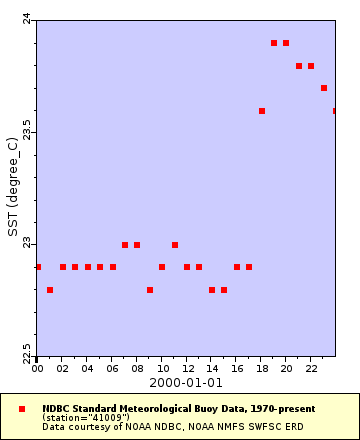 24
23.5
23
22.5
SST (degree_C)
00 02 04 06 08 10 12 14 16 18 20 22
2000-01-01
NDBC Standard Meteorological Buoy Data, 1970-present
(station="41009")
Data courtesy of NOAA NDBC, NOAA NMFS SWFSC ERD